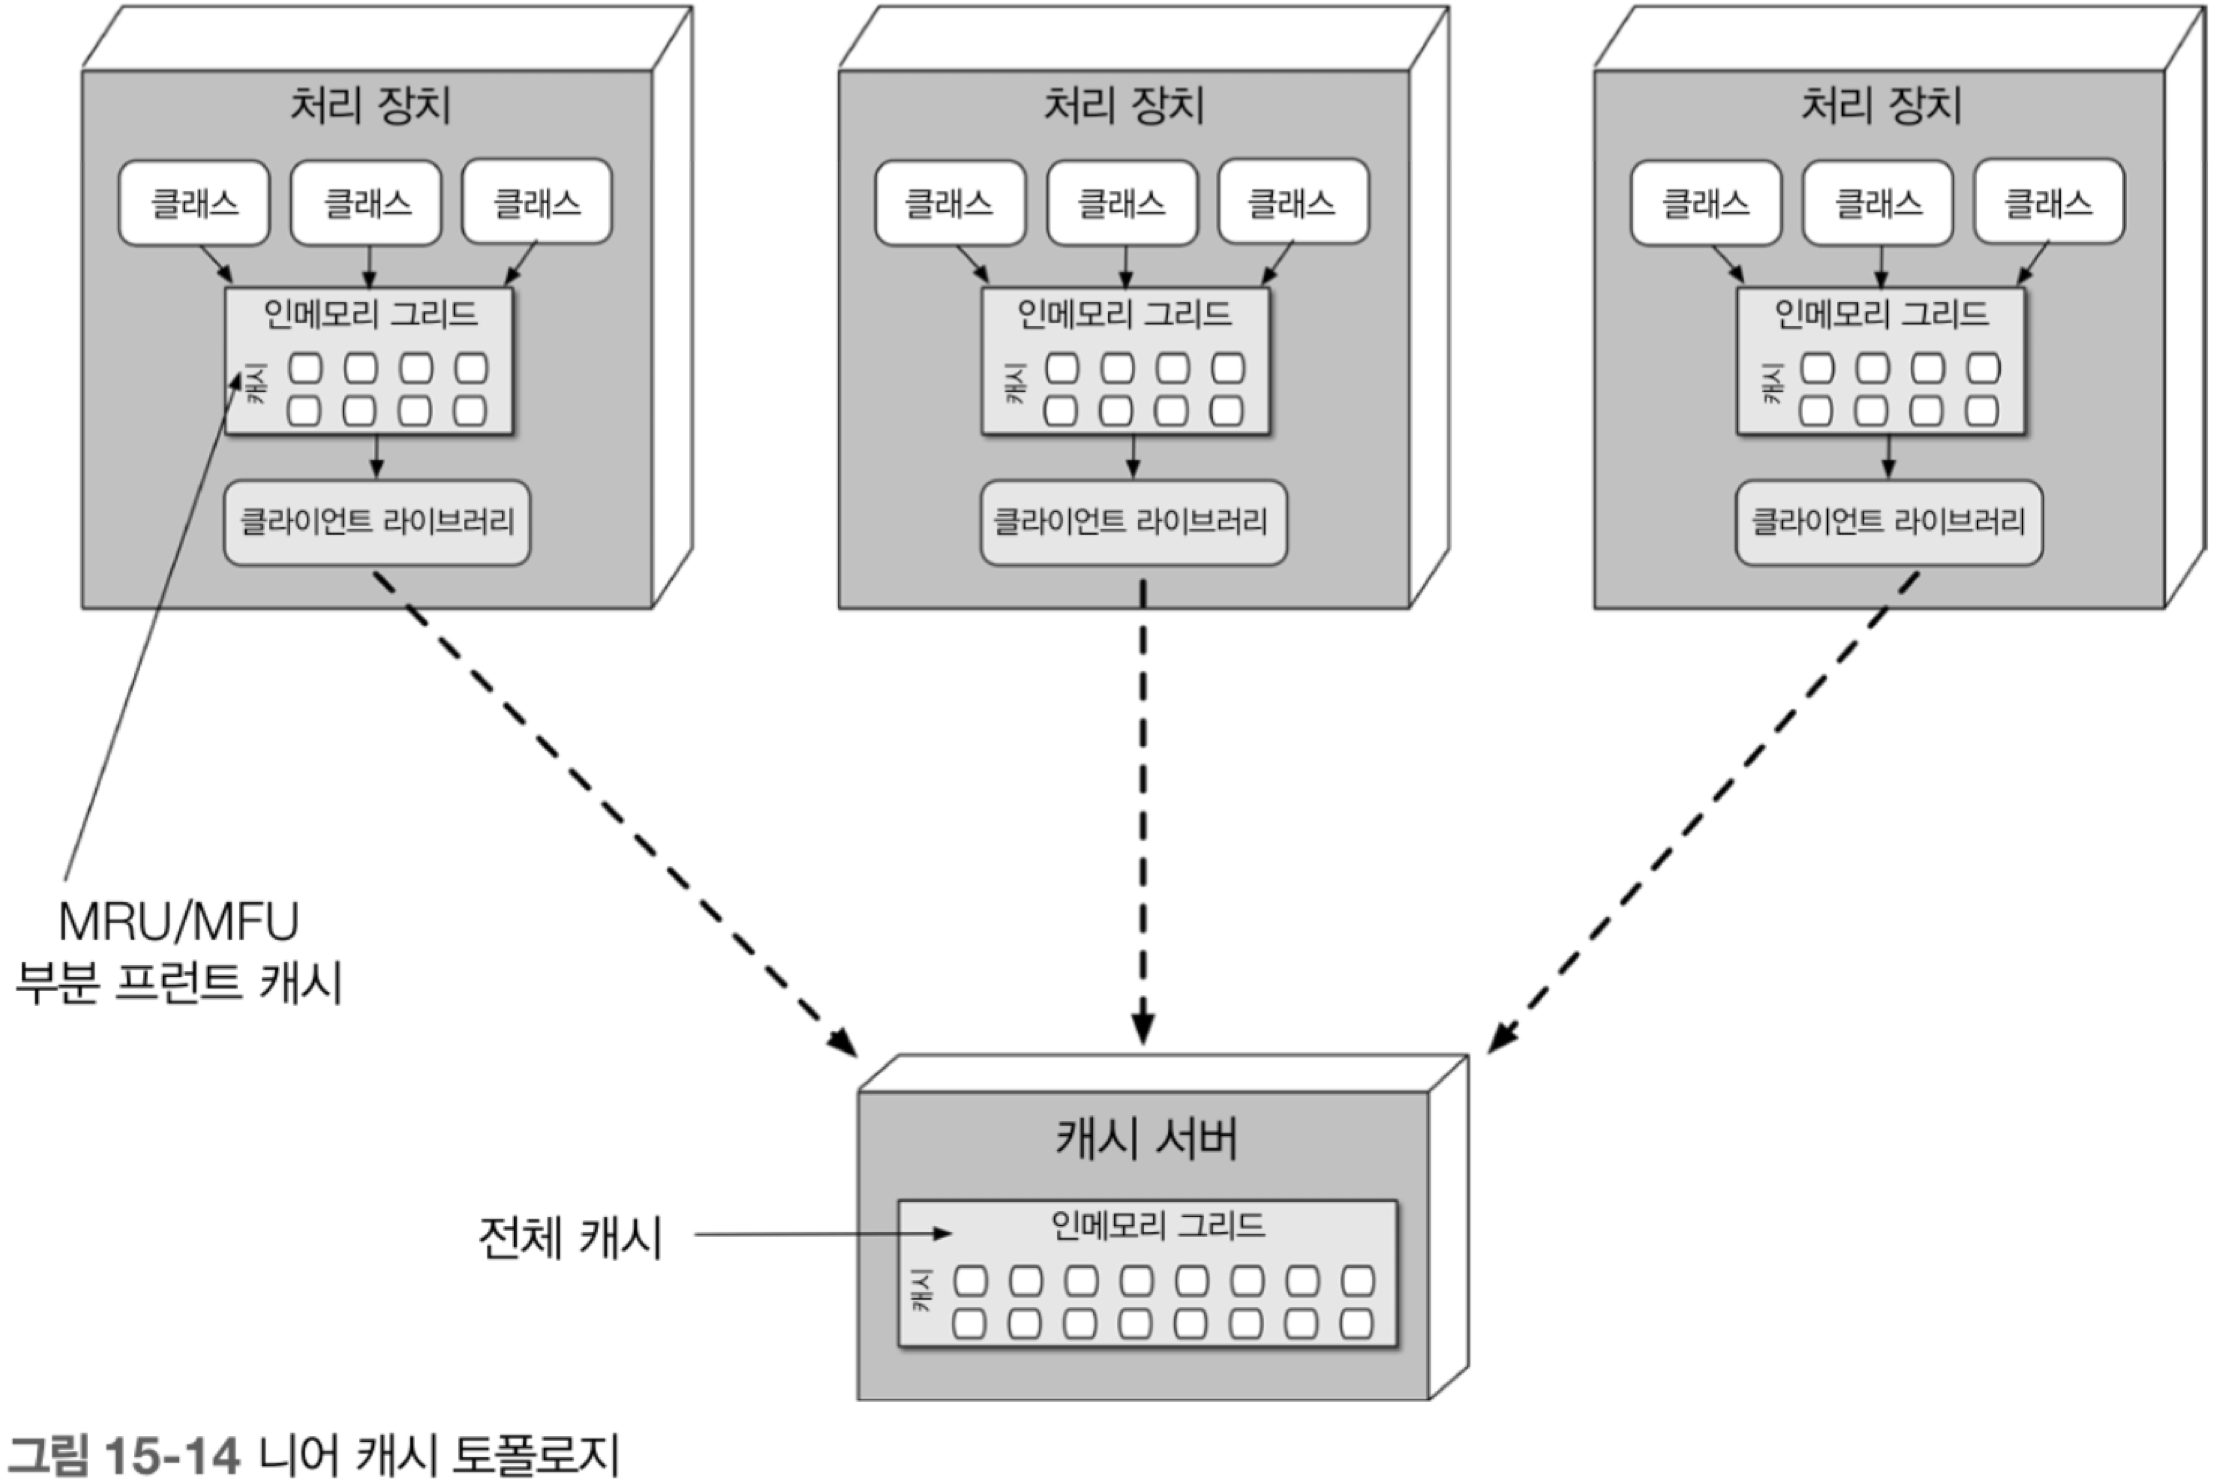 처리 장치
클래스 클래스 클래스
인메모리 그리드
캐시
클라이언트 라이브러리
처리 장치
클래스 클래스 클래스
인메모리 그리드
캐시
클라이언트 라이브러리
처리 장치
클래스 클래스 클래스
인메모리 그리드
캐시
클라이언트 라이브러리
MRU/MFU
부분 프런트 캐시
캐시 서버
전체 캐시
인메모리 그리드
캐시
그림 15-14 니어 캐시 토폴로지